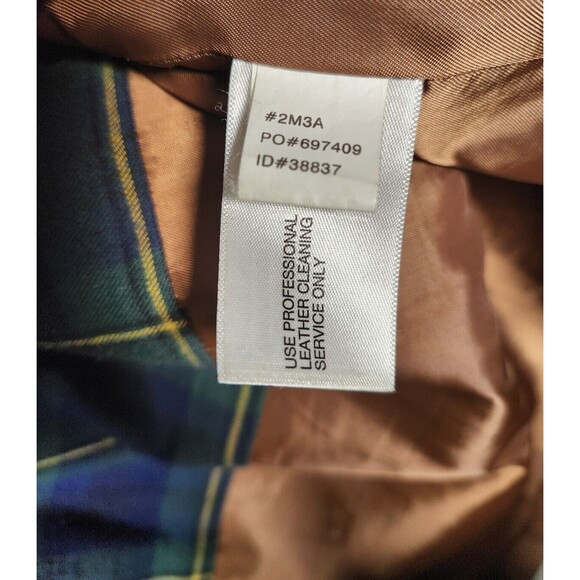 #2M3A
PO#697409
ID#38837
USE PROFESSIONAL
LEATHER CLEANING
SERVICE ONLY